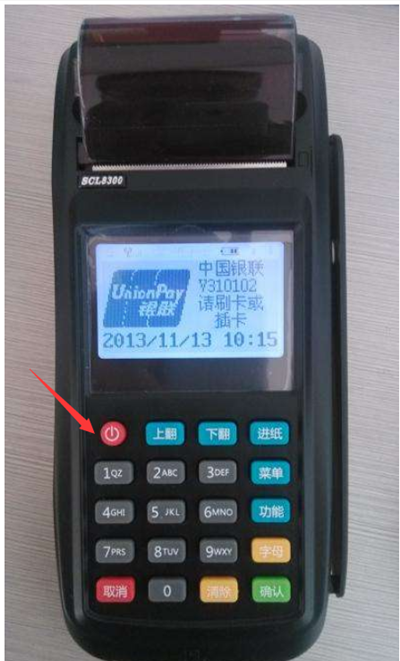 SCL8300
中国银联
V310102
请刷卡或
插卡
UnionPay
银联
2013/11/13 10:15
上翻 下翻 进纸
1QZ 2ABC 3DEF 菜单
4GHI 5 JKL 6MNO 功能
7PRS 8TUV 9WXY 字母
取消 0 清除 确认